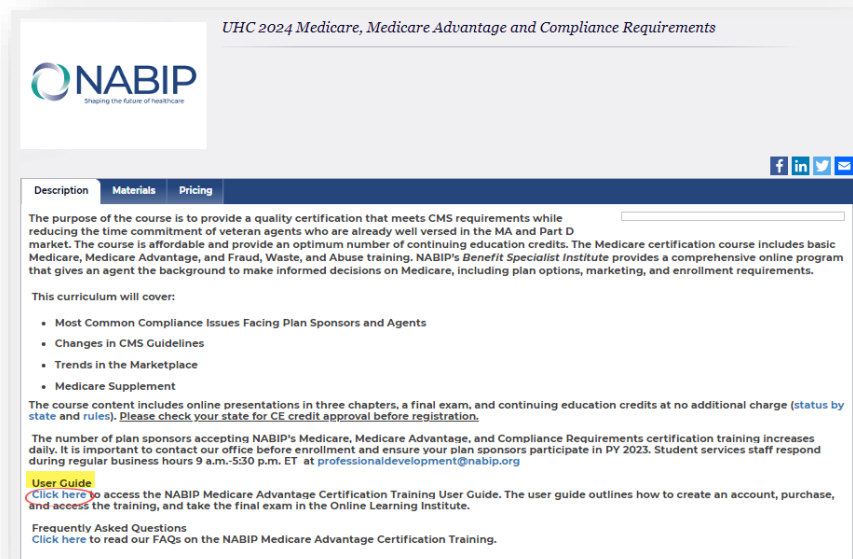 UHC 2024 Medicare, Medicare Advantage and Compliance Requirements
NABIP
Shaping the future of healthcare
Description Materials Pricing
The purpose of the course is to provide a quality certification that meets CMS requirements while
reducing the time commitment of veteran agents who are already well versed in the MA and Part D
market. The course is affordable and provide an optimum number of continuing education credits. The Medicare certification course includes basic
Medicare, Medicare Advantage, and Fraud, Waste, and Abuse training. NABIP's Benefit Specialist Institute provides a comprehensive online program
that gives an agent the background to make informed decisions on Medicare, including plan options, marketing, and enrollment requirements.
This curriculum will cover:
• Most Common Compliance Issues Facing Plan Sponsors and Agents
• Changes in CMS Guidelines
• Trends in the Marketplace
• Medicare Supplement
The course content includes online presentations in three chapters, a final exam, and continuing education credits at no additional charge (status by
state and rules). Please check your state for CE credit approval before registration.
The number of plan sponsors accepting NABIP's Medicare, Medicare Advantage, and Compliance Requirements certification training increases
daily. It is important to contact our office before enrollment and ensure your plan sponsors participate in PY 2023. Student services staff respond
during regular business hours 9 a.m.-5:30 p.m. ET at professionaldevelopment@nabip.org
User Guide
Click here to access the NABIP Medicare Advantage Certification Training User Guide. The user guide outlines how to create an account, purchase,
and access the training, and take the final exam in the Online Learning Institute.
Frequently Asked Questions
Click here to read our FAQs on the NABIP Medicare Advantage Certification Training.